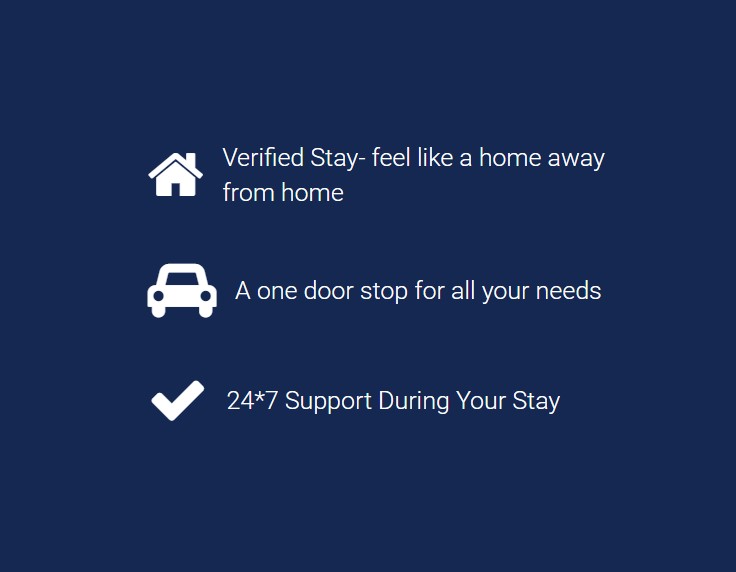 Verified Stay- feel like a home away
from home
A one door stop for all your needs
24*7 Support During Your Stay